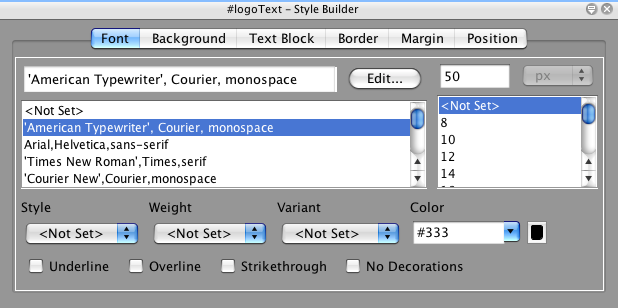 #logoText – Style Builder
Font Background Text Block Border Margin Position
'American Typewriter', Courier, monospace Edit... 50 px
<Not Set>
'American Typewriter', Courier, monospace
Arial,Helvetica,sans-serif
'Times New Roman',Times,serif
'Courier New',Courier,monospace
<Not Set>
8
10
12
14
Style Weight Variant Color
<Not Set> <Not Set> <Not Set> #333
Underline Overline Strikethrough No Decorations